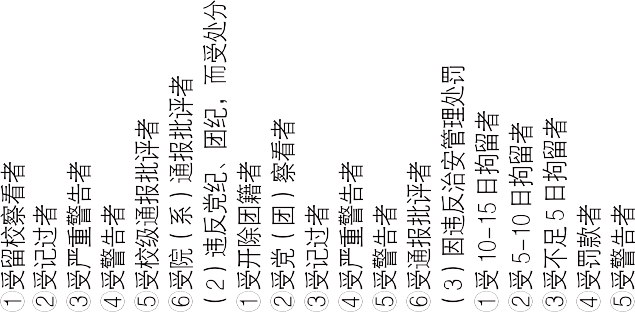 ①受留校察看者
②受记过者
③受严重警告者
④受警告者
⑤受校级通报批评者
⑥受院（系）通报批评者
（2）违反党纪、团纪，而受处分
①受开除团籍者
②受党（团）察看者
③受记过者
④受严重警告者
⑤受警告者
⑥受通报批评者
（3）因违反治安管理处罚
①受 10-15 日拘留者
②受 5-10 日拘留者
③受不足 5 日拘留者
④受罚款者
⑤受警告者